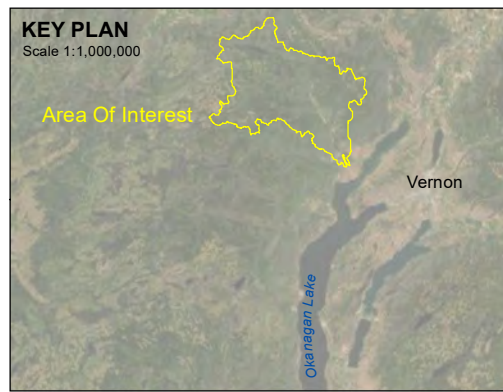 KEY PLAN
Scale 1:1,000,000
Area Of Interest
Vernon
Okanagan Lake